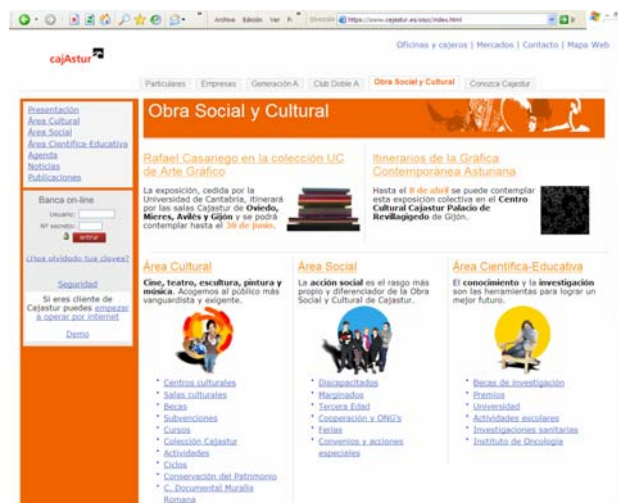 Archivo Edición Ver
Dirección https://www.cajastur.es/osyc/index.html
Ir
cajAstur
Oficinas y cajeros | Mercados | Contacto | Mapa Web
Particulares Empresas Generación A Club Doble A Obra Social y Cultural Conozca Cajastur
Presentación
Área Cultural
Área Social
Área Científica-Educativa
Agenda
Noticias
Publicaciones
Banca on-line
Usuario:
Nº secreto:
entrar
¿Has olvidado tus claves?
Seguridad
Si eres cliente de
Cajastur puedes empezar
a operar por internet
Demo
Obra Social y Cultural
Rafael Casanego en la colección UC
de Arte Gráfico
La exposición, cedida por la
Universidad de Cantabria, itinerará
por las salas Cajastur de Oviedo,
Mieres, Avilés y Gijón y se podrá
contemplar hasta el 30 de junio.
Itinerarios de la Gráfica
Contemporánea Asturiana
Hasta el 8 de abril se puede contemplar
esta exposición colectiva en el Centro
Cultural Cajastur Palacio de
Revillagigedo de Gijón.
Área Cultural
Cine, teatro, escultura, pintura y
música. Acogemos al público más
vanguardista y exigente.
* Centros culturales
* Salas culturales
* Becas
* Subvenciones
* Cursos
* Colección Cajastur
* Actividades
* Ciclos
* Conservación del Patrimonio
* C. Documental Muralla
Romana
Área Social
La acción social es el rasgo más
propio y diferenciador de la Obra
Social y Cultural de Cajastur.
* Discapacitados
* Marginados
* Tercera Edad
* Cooperación y ONG's
* Ferias
* Convenios y acciones
especiales
Área Científica-Educativa
El conocimiento y la investigación
son las herramientas para lograr un
mejor futuro.
* Becas de investigación
* Premios
* Universidad
* Actividades escolares
* Investigaciones sanitarias
* Instituto de Oncología